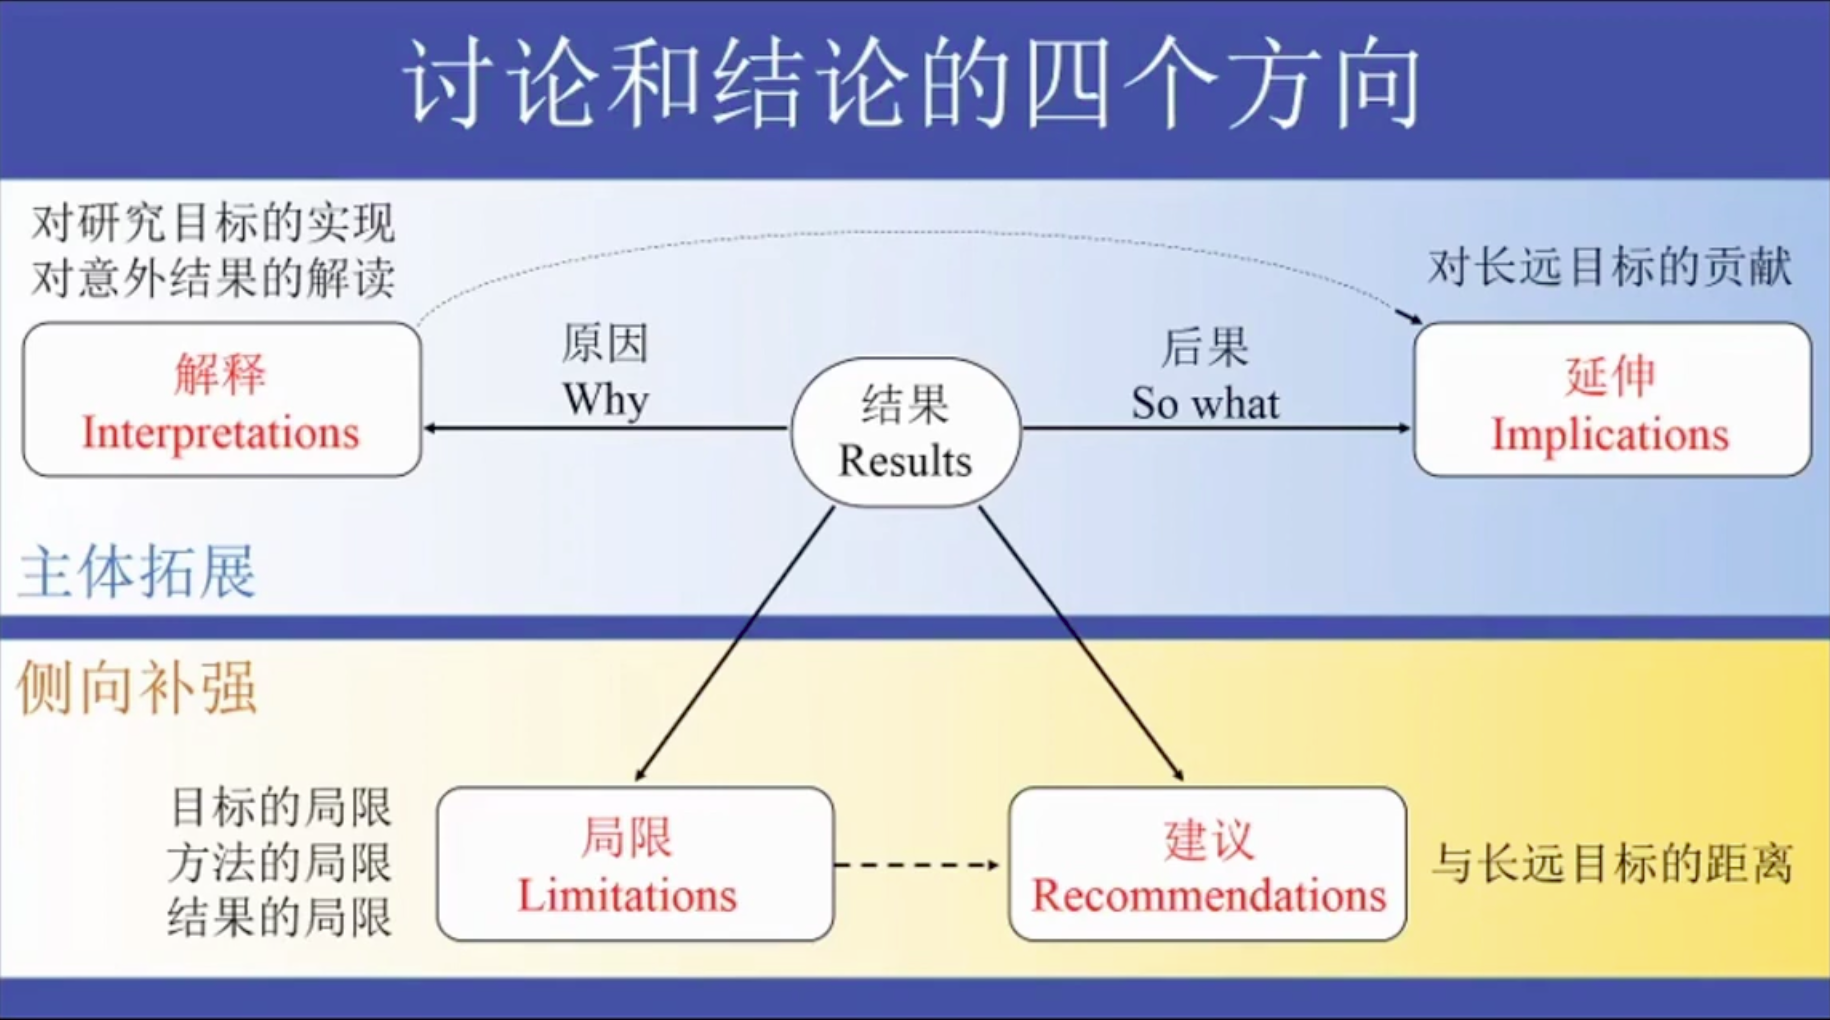 讨论和结论的四个方向
对研究目标的实现
对意外结果的解读
对长远目标的贡献
解释
Interpretations
原因
Why
结果
Results
后果
So what
延伸
Implications
主体拓展
侧向补强
目标的局限
方法的局限
结果的局限
局限
Limitations
建议
Recommendations
与长远目标的距离